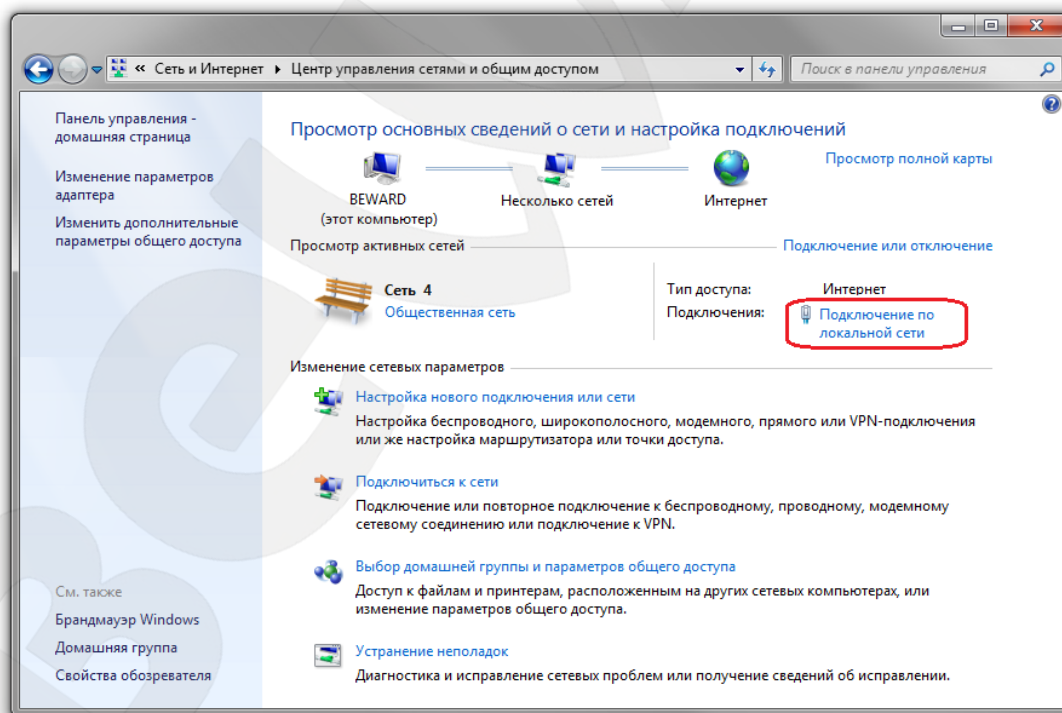 « Сеть и Интернет ▸ Центр управления сетями и общим доступом
Поиск в панели управления
Панель управления -
домашняя страница
Изменение параметров
адаптера
Изменить дополнительные
параметры общего доступа
Просмотр основных сведений о сети и настройка подключений
Просмотр полной карты
BEWARD
(этот компьютер)
Несколько сетей
Интернет
Просмотр активных сетей
Подключение или отключение
Сеть 4
Общественная сеть
Тип доступа: Интернет
Подключения: Подключение по
локальной сети
Изменение сетевых параметров
Настройка нового подключения или сети
Настройка беспроводного, широкополосного, модемного, прямого или VPN-подключения
или же настройка маршрутизатора или точки доступа.
Подключиться к сети
Подключение или повторное подключение к беспроводному, проводному, модемному
сетевому соединению или подключение к VPN.
Выбор домашней группы и параметров общего доступа
Доступ к файлам и принтерам, расположенным на других сетевых компьютерах, или
изменение параметров общего доступа.
Устранение неполадок
Диагностика и исправление сетевых проблем или получение сведений об исправлении.
См. также
Брандмауэр Windows
Домашняя группа
Свойства обозревателя